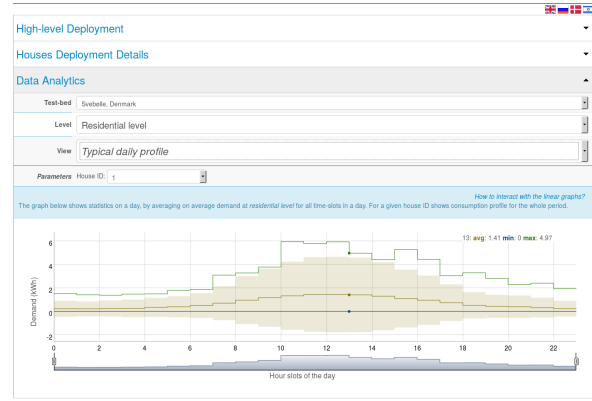 High-level Deployment
Houses Deployment Details
Data Analytics
Test-bed Svebelle, Denmark
Level Residential level
View Typical daily profile
Parameters House ID: 1
How to interact with the linear graphs?
The graph below shows statistics on a day, by averaging on average demand at residential level for all time-slots in a day. For a given house ID shows consumption profile for the whole period.
13: avg: 1.41 min: 0 max: 4.97
Demand (kWh)
6
4
2
0
-2
0 2 4 6 8 10 12 14 16 18 20 22
Hour slots of the day